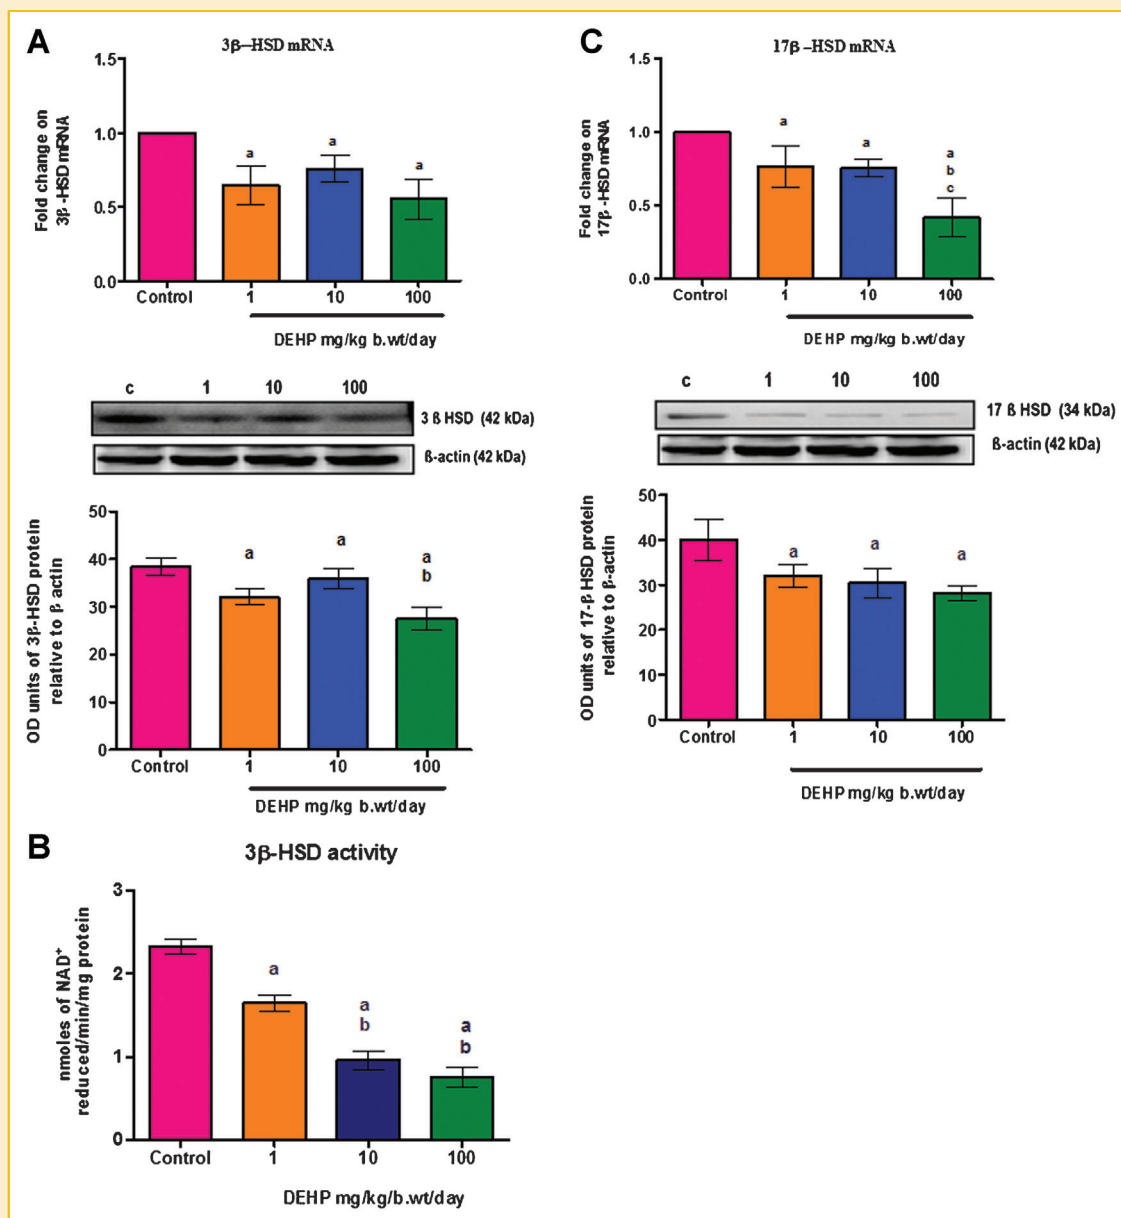 A
3β–HSD mRNA
Fold change on
3β -HSD mRNA
1.5
1.0
0.5
0.0
a
a
a
Control
1
10
100
DEHP mg/kg b.wt/day
c
1
10
100
3 ß HSD (42 kDa)
ß-actin (42 kDa)
OD units of 3β-HSD protein
relative to β actin
50
40
30
20
10
0
a
a
a
b
Control
1
10
100
DEHP mg/kg b.wt/day
B
3β-HSD activity
nmoles of NAD⁺
reduced/min/mg protein
3
2
1
0
a
a
b
a
b
Control
1
10
100
DEHP mg/kg/b.wt/day
C
17β –HSD mRNA
Fold change on
17β -HSD mRNA
1.5
1.0
0.5
0.0
a
a
a
b
c
Control
1
10
100
DEHP mg/kg b.wt/day
c
1
10
100
17 ß HSD (34 kDa)
ß-actin (42 kDa)
OD units of 17-β HSD protein
relative to β-actin
50
40
30
20
10
0
a
a
a
Control
1
10
100
DEHP mg/kg b.wt/day